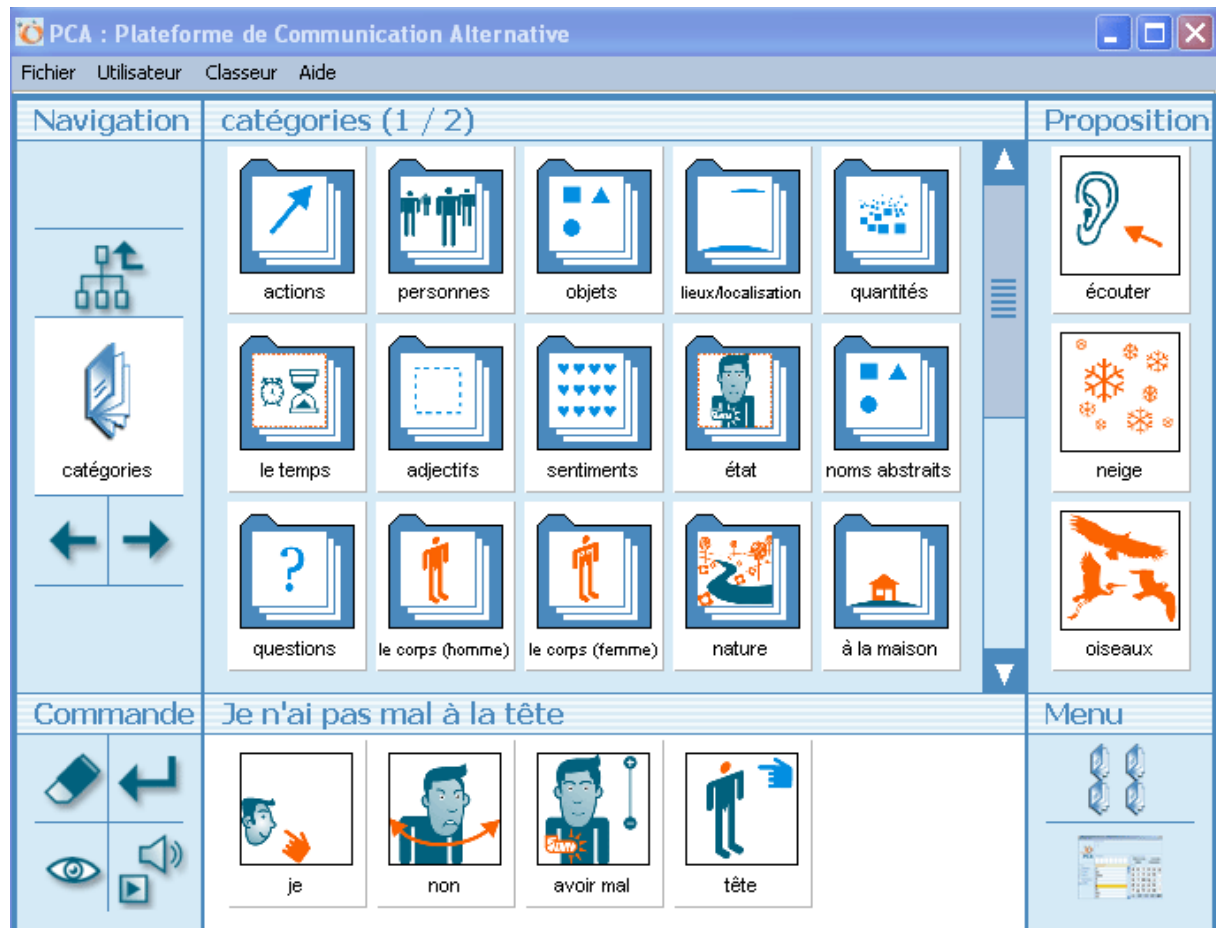 PCA : Plateforme de Communication Alternative
Fichier Utilisateur Classeur Aide
Navigation
catégories (1 / 2)
Proposition
actions
personnes
objets
lieux/localisation
quantités
écouter
catégories
le temps
adjectifs
sentiments
état
noms abstraits
neige
?
questions
le corps (homme)
le corps (femme)
nature
à la maison
oiseaux
Commande
Je n'ai pas mal à la tête
Menu
je
non
avoir mal
tête